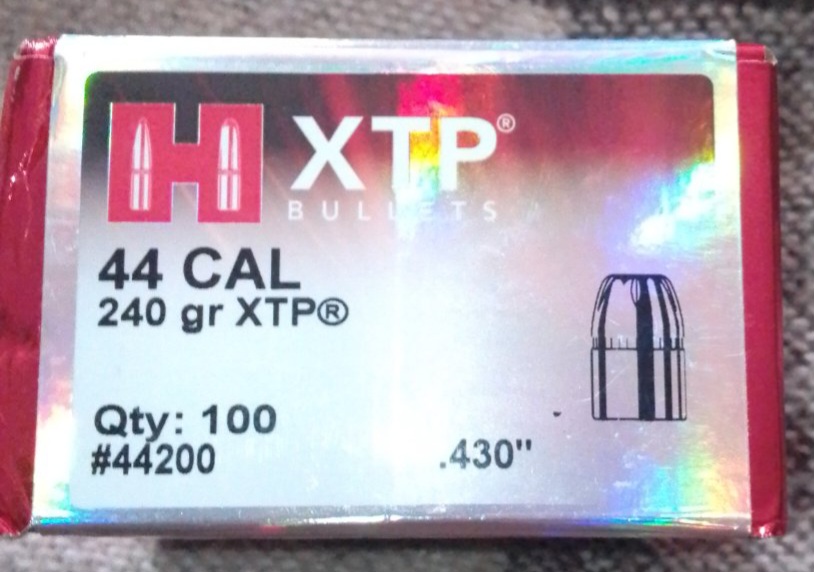 H XTP®
BULLETS
44 CAL
240 gr XTP®
Qty: 100
#44200
.430"